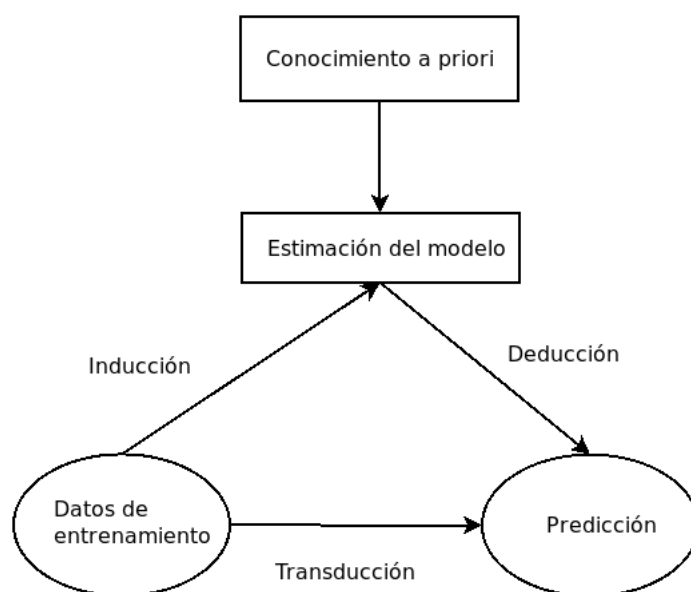 Conocimiento a priori
Estimación del modelo
Inducción
Deducción
Datos de
entrenamiento
Predicción
Transducción